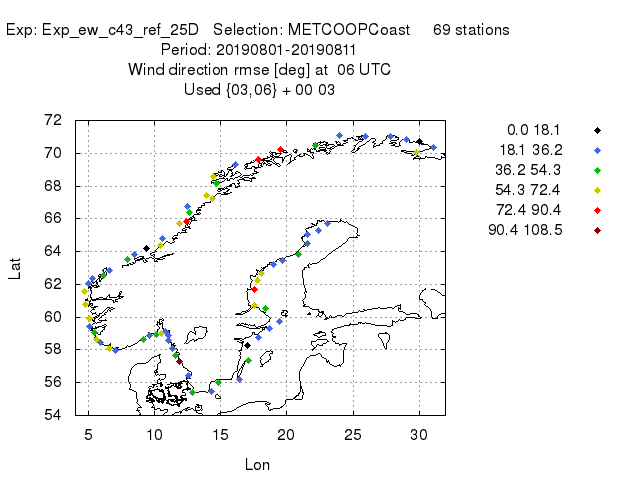 Exp: Exp_ew_c43_ref_25D   Selection: METCOOPCoast     69 stations
Period: 20190801-20190811
Wind direction rmse [deg] at  06 UTC
Used {03,06} + 00 03
72
70
68
66
64
62
60
58
56
54
Lat
5 10 15 20 25 30
Lon
0.0 18.1
18.1 36.2
36.2 54.3
54.3 72.4
72.4 90.4
90.4 108.5